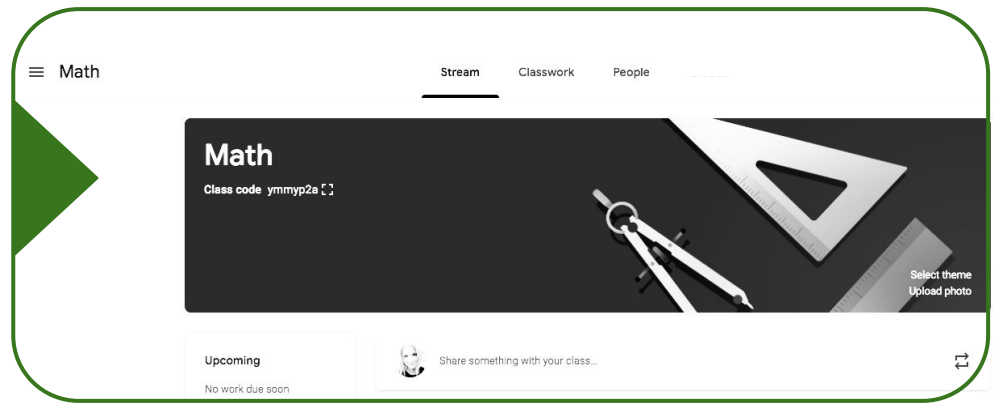 Math
Stream Classwork People
Math
Class code ymmyp2a
Select theme
Upload photo
Upcoming
Share something with your class...
No work due soon